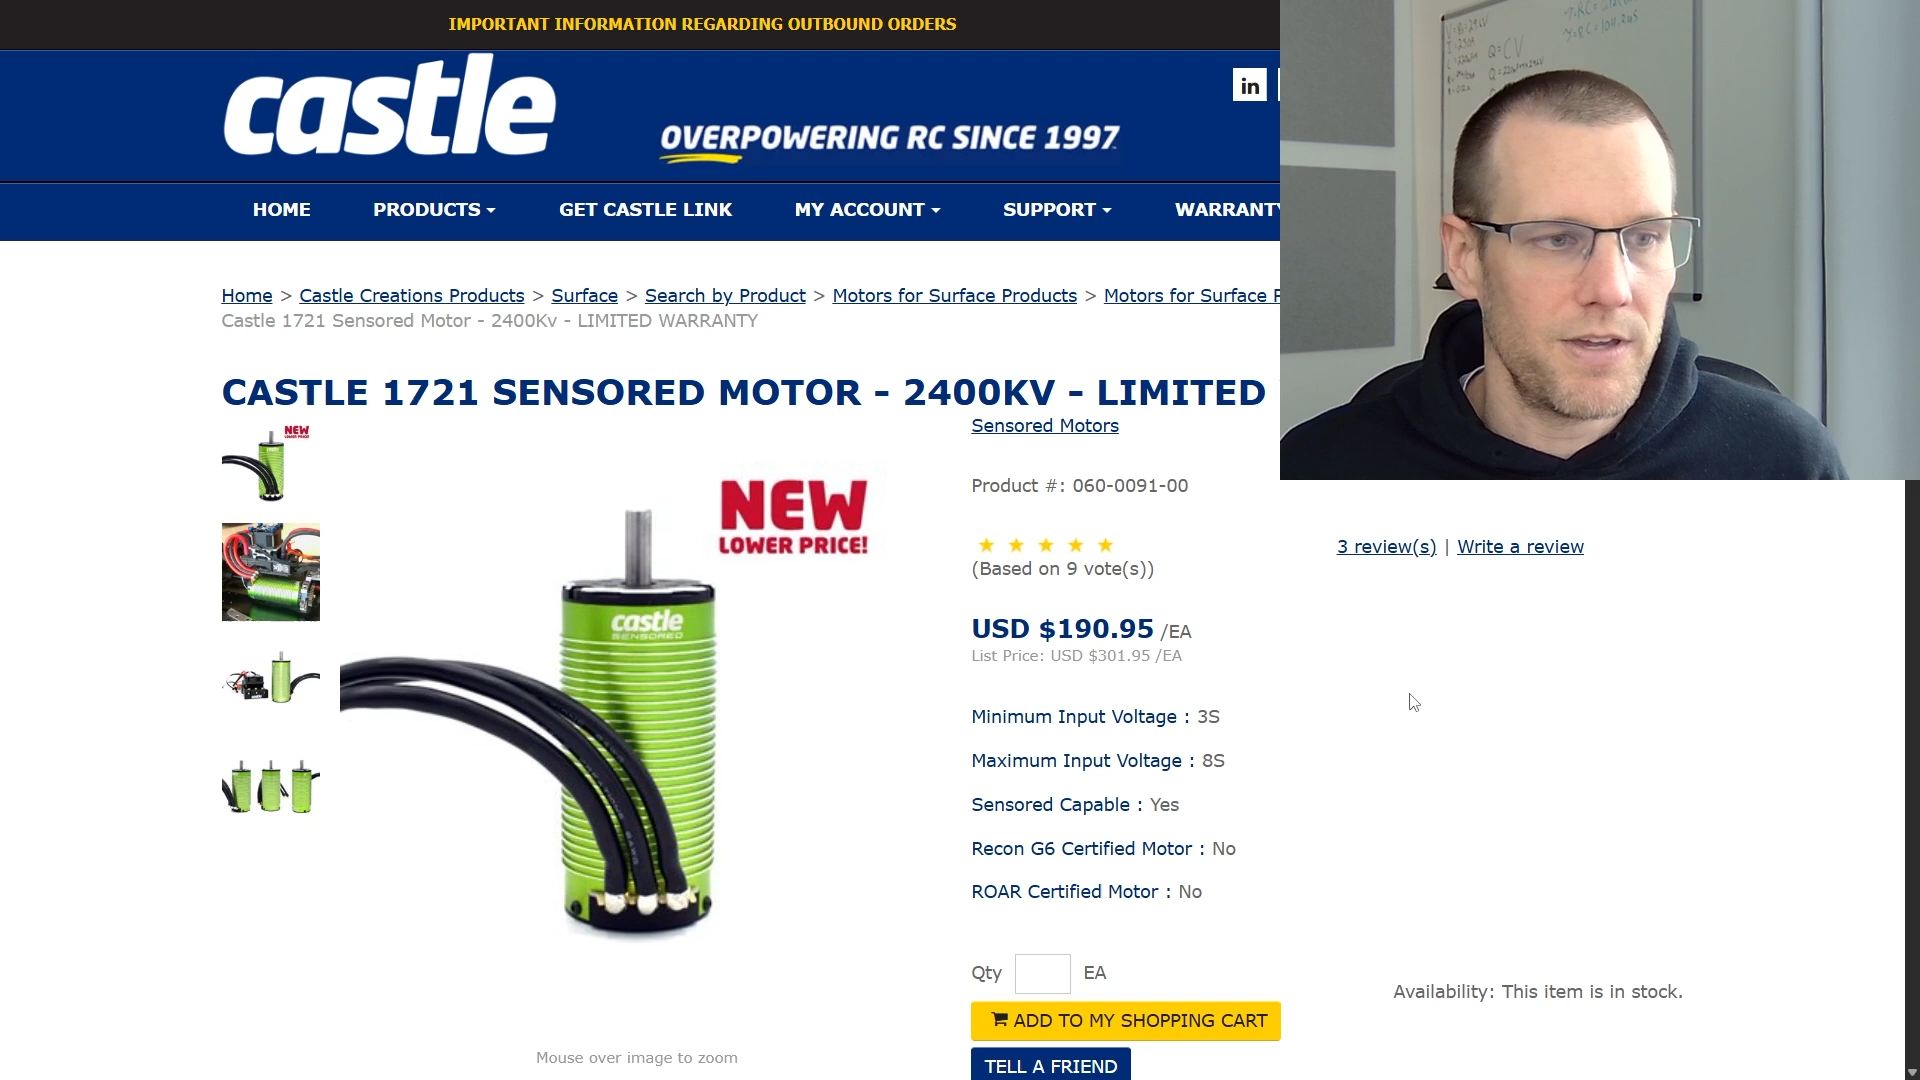 IMPORTANT INFORMATION REGARDING OUTBOUND ORDERS
castle
OVERPOWERING RC SINCE 1997
in
HOME
PRODUCTS
GET CASTLE LINK
MY ACCOUNT
SUPPORT
WARRANTY
Home > Castle Creations Products > Surface > Search by Product > Motors for Surface Products > Motors for Surface
Castle 1721 Sensored Motor - 2400Kv - LIMITED WARRANTY
CASTLE 1721 SENSORED MOTOR - 2400KV - LIMITED
NEW
LOWER PRICE!
NEW
LOWER PRICE!
castle
SENSORED
Sensored Motors
Product #: 060-0091-00
(Based on 9 vote(s))
3 review(s) | Write a review
USD $190.95 /EA
List Price: USD $301.95 /EA
Minimum Input Voltage : 3S
Maximum Input Voltage : 8S
Sensored Capable : Yes
Recon G6 Certified Motor : No
ROAR Certified Motor : No
Qty
EA
Availability: This item is in stock.
ADD TO MY SHOPPING CART
TELL A FRIEND
Mouse over image to zoom
Q=CV